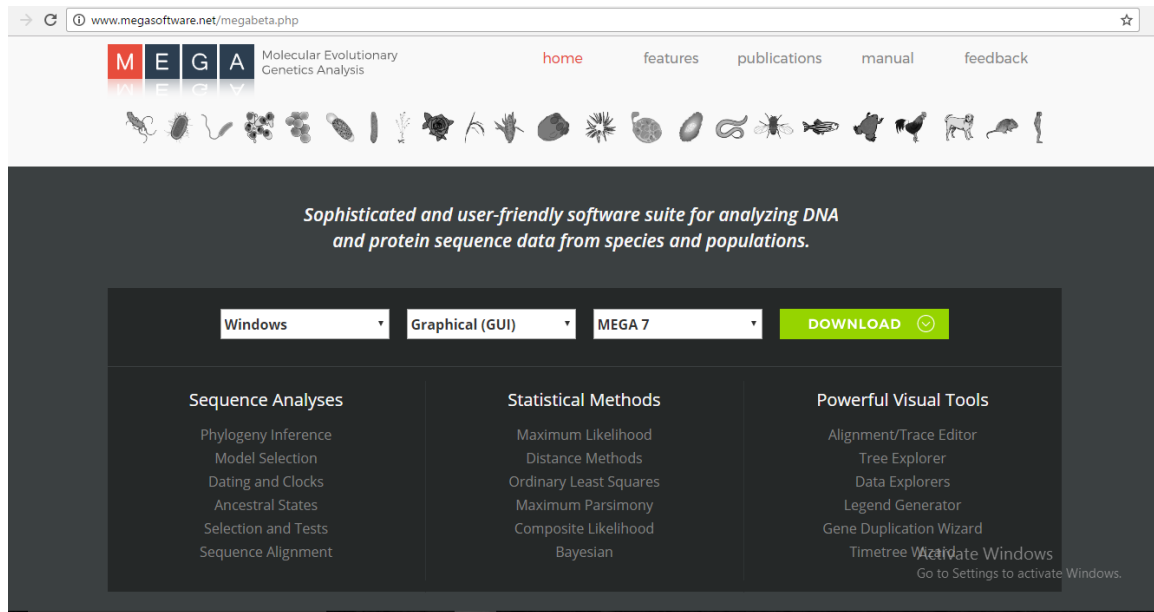 www.megasoftware.net/megabeta.php
M E G A
Molecular Evolutionary
Genetics Analysis
home features publications manual feedback
Sophisticated and user-friendly software suite for analyzing DNA
and protein sequence data from species and populations.
Windows Graphical (GUI) MEGA 7 DOWNLOAD
Sequence Analyses
Phylogeny Inference
Model Selection
Dating and Clocks
Ancestral States
Selection and Tests
Sequence Alignment
Statistical Methods
Maximum Likelihood
Distance Methods
Ordinary Least Squares
Maximum Parsimony
Composite Likelihood
Bayesian
Powerful Visual Tools
Alignment/Trace Editor
Tree Explorer
Data Explorers
Legend Generator
Gene Duplication Wizard
Timetree Wizard
Activate Windows
Go to Settings to activate Windows.